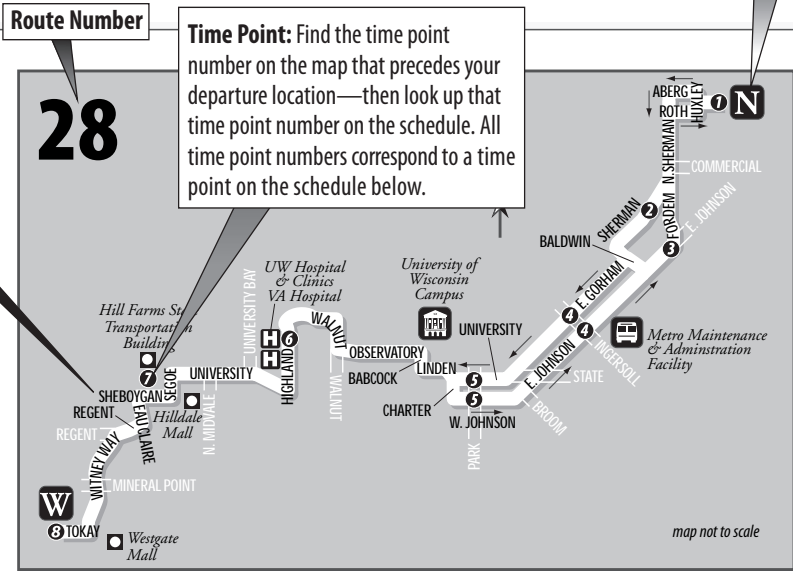 Route Number
28
Time Point: Find the time point
number on the map that precedes your
departure location—then look up that
time point number on the schedule. All
time point numbers correspond to a time
point on the schedule below.
ABERG
ROTH
HUXLEY
1
N
N.SHERMAN
COMMERCIAL
SHERMAN
2
FORDEM
E. JOHNSON
BALDWIN
3
E. GORHAM
4
4
INGERSOLL
Metro Maintenance
& Adminstration
Facility
University of
Wisconsin
Campus
UNIVERSITY
E. JOHNSON
STATE
BROOM
5
5
W. JOHNSON
PARK
CHARTER
LINDEN
BABCOCK
OBSERVATORY
WALNUT
WALNUT
UW Hospital
& Clinics
VA Hospital
H
H
6
HIGHLAND
UNIVERSITY BAY
UNIVERSITY
N. MIDVALE
Hill Farms St
Transportation
Building
7
SEGOE
SHEBOYGAN
REGENT
EAU CLAIRE
Hilldale
Mall
REGENT
WITNEY WAY
MINERAL POINT
W
8 TOKAY
Westgate
Mall
map not to scale